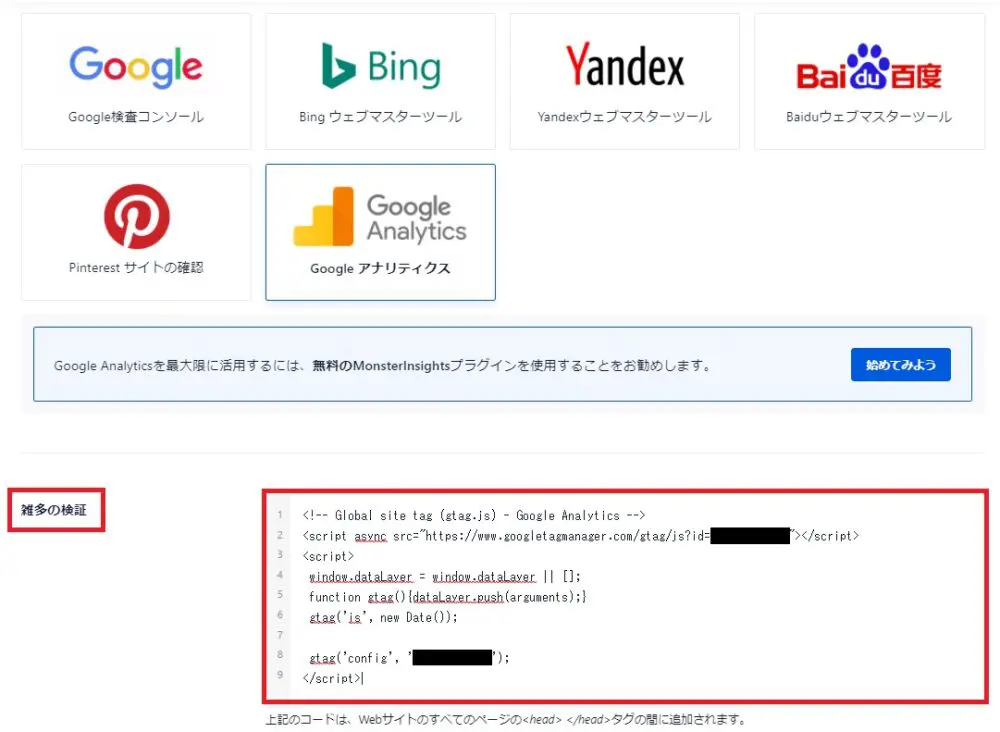 Google
Bing
Yandex
Baidu百度
Google検査コンソール
Bing ウェブマスターツール
Yandexウェブマスターツール
Baiduウェブマスターツール
Google Analytics
Pinterest サイトの確認
Google アナリティクス
Google Analyticsを最大限に活用するには、無料のMonsterInsightsプラグインを使用することをお勧めします。
始めてみよう
雑多の検証
1 <!-- Global site tag (gtag.js) - Google Analytics -->
2 <script async src="https://www.googletagmanager.com/gtag/js?id="></script>
3 <script>
4 window.dataLayer = window.dataLayer || [];
5 function gtag(){dataLayer.push(arguments);}
6 gtag('js', new Date());
7
8 gtag('config', '');
9 </script>
上記のコードは、Webサイトのすべてのページの<head> </head>タグの間に追加されます。